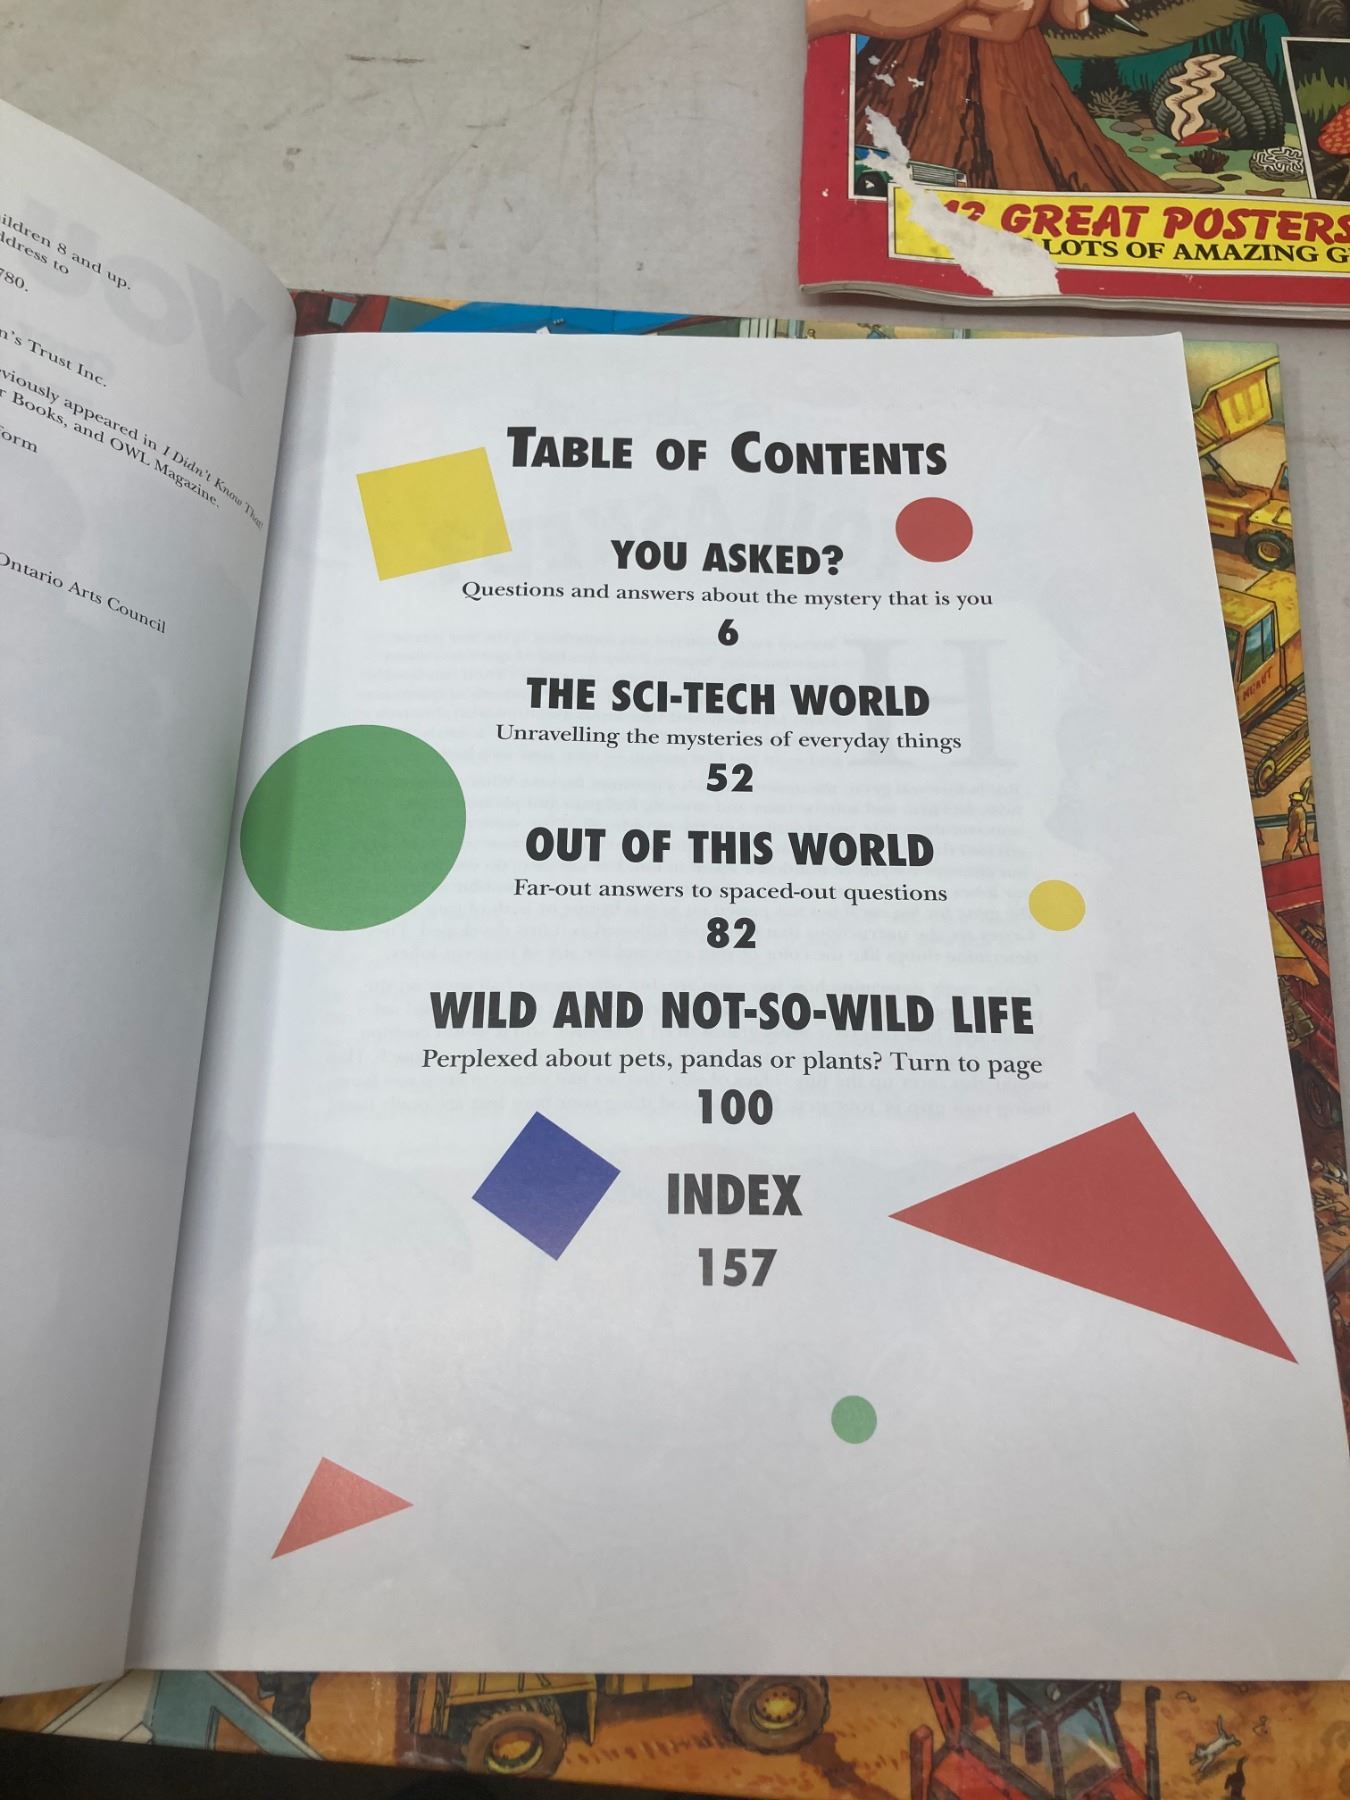 ildren 8 and up.
ddress to
780.
n's Trust Inc.
viously appeared in I Didn't Know That!
r Books, and OWL Magazine.
form
Ontario Arts Council
GREAT POSTERS
LOTS OF AMAZING G
TABLE OF CONTENTS
YOU ASKED?
Questions and answers about the mystery that is you
6
THE SCI-TECH WORLD
Unravelling the mysteries of everyday things
52
OUT OF THIS WORLD
Far-out answers to spaced-out questions
82
WILD AND NOT-SO-WILD LIFE
Perplexed about pets, pandas or plants? Turn to page
100
INDEX
157